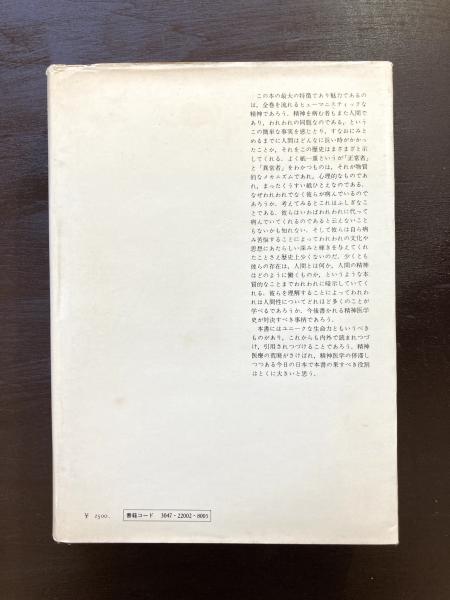 この本の最大の特徴であり魅力であるの
は，全巻を流れるヒューマニスティックな
精神であろう．精神を病む者もまた人間で
あり，われわれの同胞なのである，という
この簡単な事実を感じとり，すなおにみと
めるまでに人間はどんなに長い時がかかっ
たことか，それをこの歴史はまざまざと示
してくれる．よく紙一重というが「正常者」
と「異常者」をわかつものは，それが物質
的なメキニズムであれ，心理的なものであ
れ，まったくうすい紙ひとえなのである．
なぜわれわれでなく彼らが病んでいるので
あろうか．考えてみるとこれはふしぎなこ
とである．彼らはいわばわれわれに代って
病んでいてくれるのであると云えないこと
もないかも知れない．そして彼らは自ら病
み苦悩することによってわれわれの文化や
思想にあたらしい深みと輝きを与えてくれ
たことさえ歴史上少くないのだ．少くとも
彼らの存在は，人間とは何か，人間の精神
はどのように働くものか，というような本
質的なことまでわれわれに暗示していてく
れる．彼らを理解することによってわれわ
れは人間性についてどれほど多くのことが
学べるであろうか．今後書かれる精神医学
史が対決すべき事柄であろう．
本書にはユニークな生命力ともいうべき
ものがあり，これからも内外で読まれつづ
け，引用されつづけることであろう．精神
医療の荒廃がさけばれ，精神医学の停滞し
つつある今日の日本で本書の果すべき役割
はとくに大きいと思う．
¥ 2500.
書籍コード 3047-22002-8005